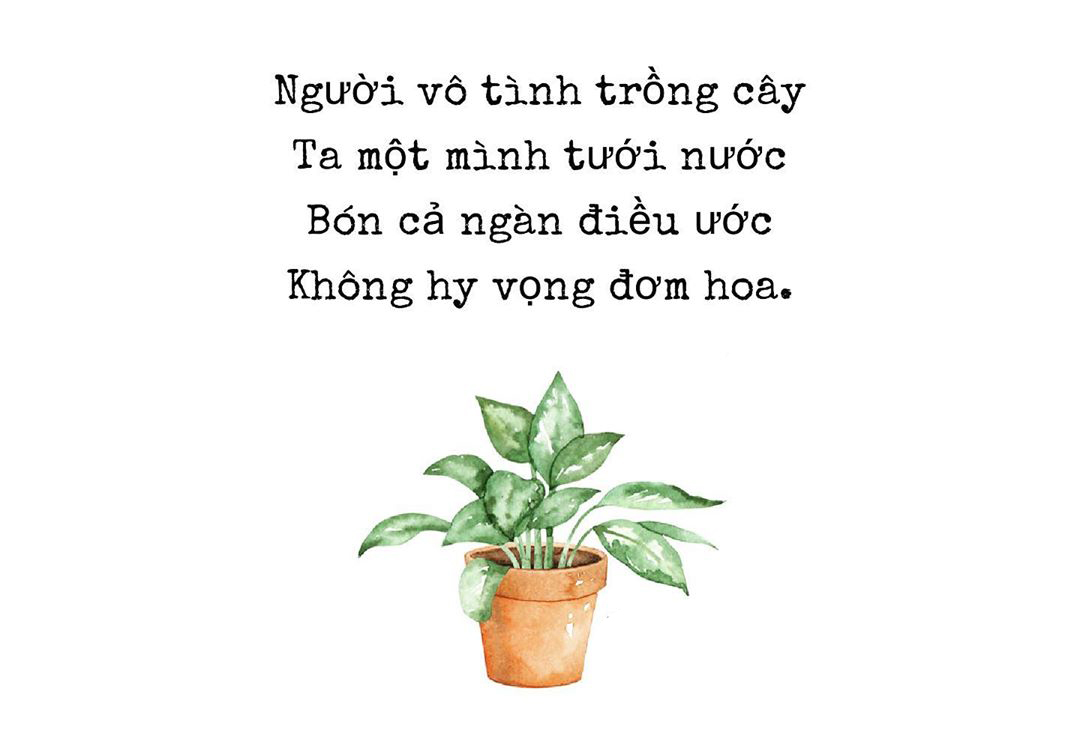 Người vô tình trồng cây
Ta một mình tưới nước
Bón cả ngàn điều ước
Không hy vọng đơm hoa.